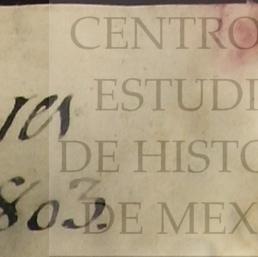 CENTRO
ESTUDI
DE HISTO
803.
DE MEX